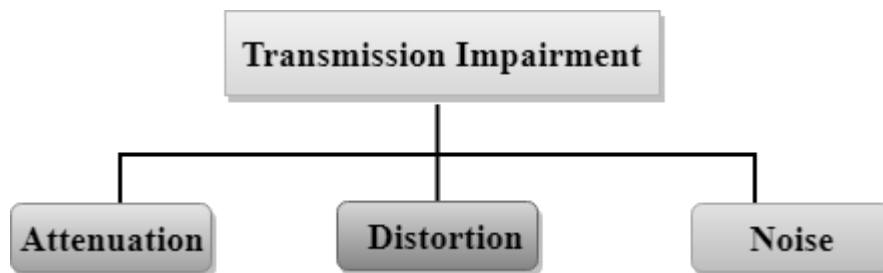 Transmission Impairment
Attenuation
Distortion
Noise